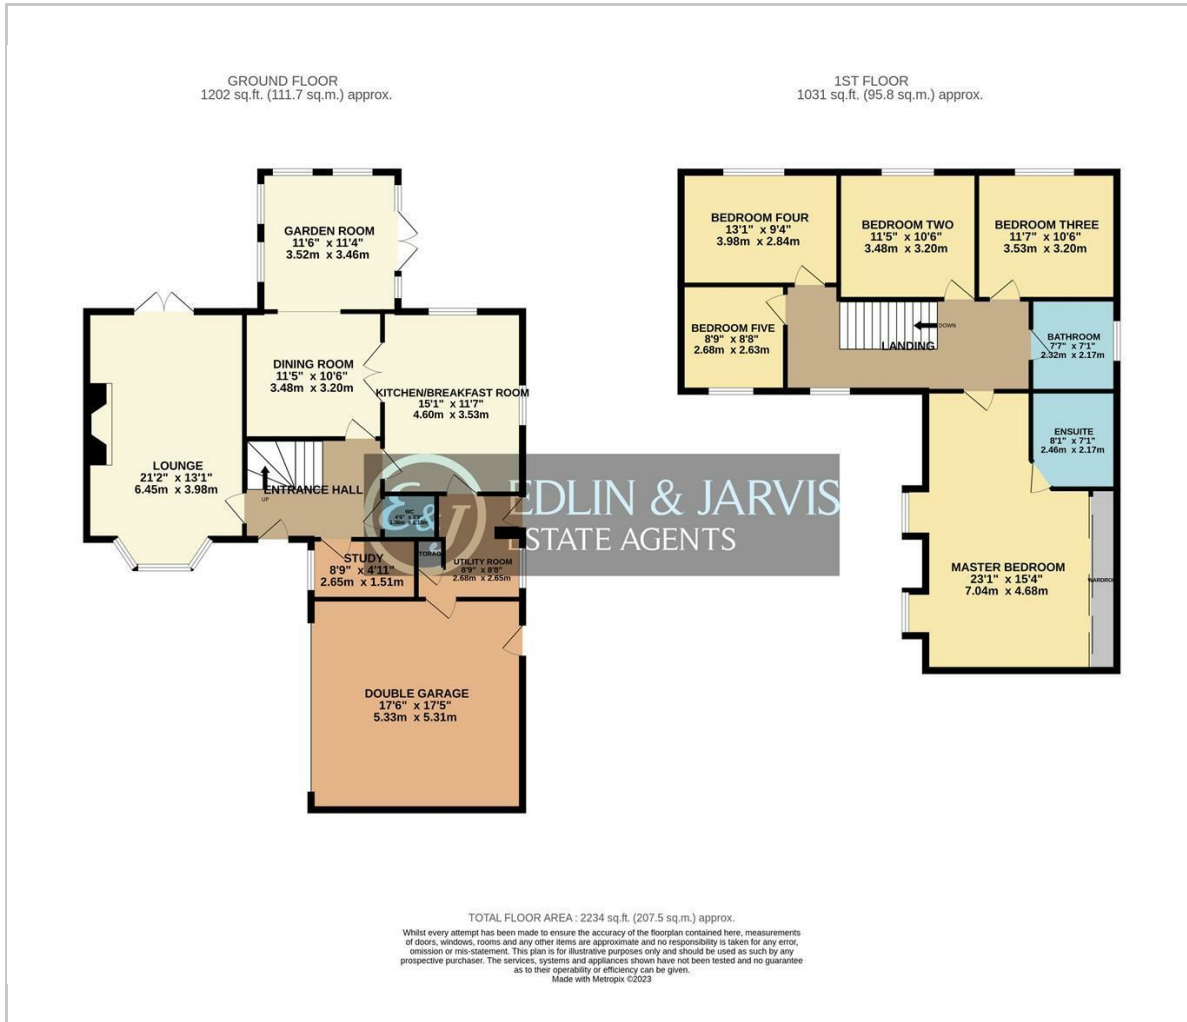 GROUND FLOOR
1202 sq.ft. (111.7 sq.m.) approx.
GARDEN ROOM
11'6" x 11'4"
3.52m x 3.46m
DINING ROOM
11'5" x 10'6"
3.48m x 3.20m
KITCHEN/BREAKFAST ROOM
15'1" x 11'7"
4.60m x 3.53m
LOUNGE
21'2" x 13'1"
6.45m x 3.98m
UP
ENTRANCE HALL
WC
STUDY
8'9" x 4'11"
2.65m x 1.51m
UTILITY ROOM
8'9" x 8'8"
2.68m x 2.65m
DOUBLE GARAGE
17'6" x 17'5"
5.33m x 5.31m
E&J
EDLIN & JARVIS
ESTATE AGENTS
1ST FLOOR
1031 sq.ft. (95.8 sq.m.) approx.
BEDROOM FOUR
13'1" x 9'4"
3.98m x 2.84m
BEDROOM TWO
11'5" x 10'6"
3.48m x 3.20m
BEDROOM THREE
11'7" x 10'6"
3.53m x 3.20m
BEDROOM FIVE
8'9" x 8'8"
2.68m x 2.63m
DOWN
LANDING
BATHROOM
7'7" x 7'1"
2.32m x 2.17m
ENSUITE
8'1" x 7'1"
2.46m x 2.17m
MASTER BEDROOM
23'1" x 15'4"
7.04m x 4.68m
TOTAL FLOOR AREA : 2234 sq.ft. (207.5 sq.m.) approx.
Whilst every attempt has been made to ensure the accuracy of the floorplan contained here, measurements
of doors, windows, rooms and any other items are approximate and no responsibility is taken for any error,
omission or mis-statement. This plan is for illustrative purposes only and should be used as such by any
prospective purchaser. The services, systems and appliances shown have not been tested and no guarantee
as to their operability or efficiency can be given.
Made with Metropix ©2023